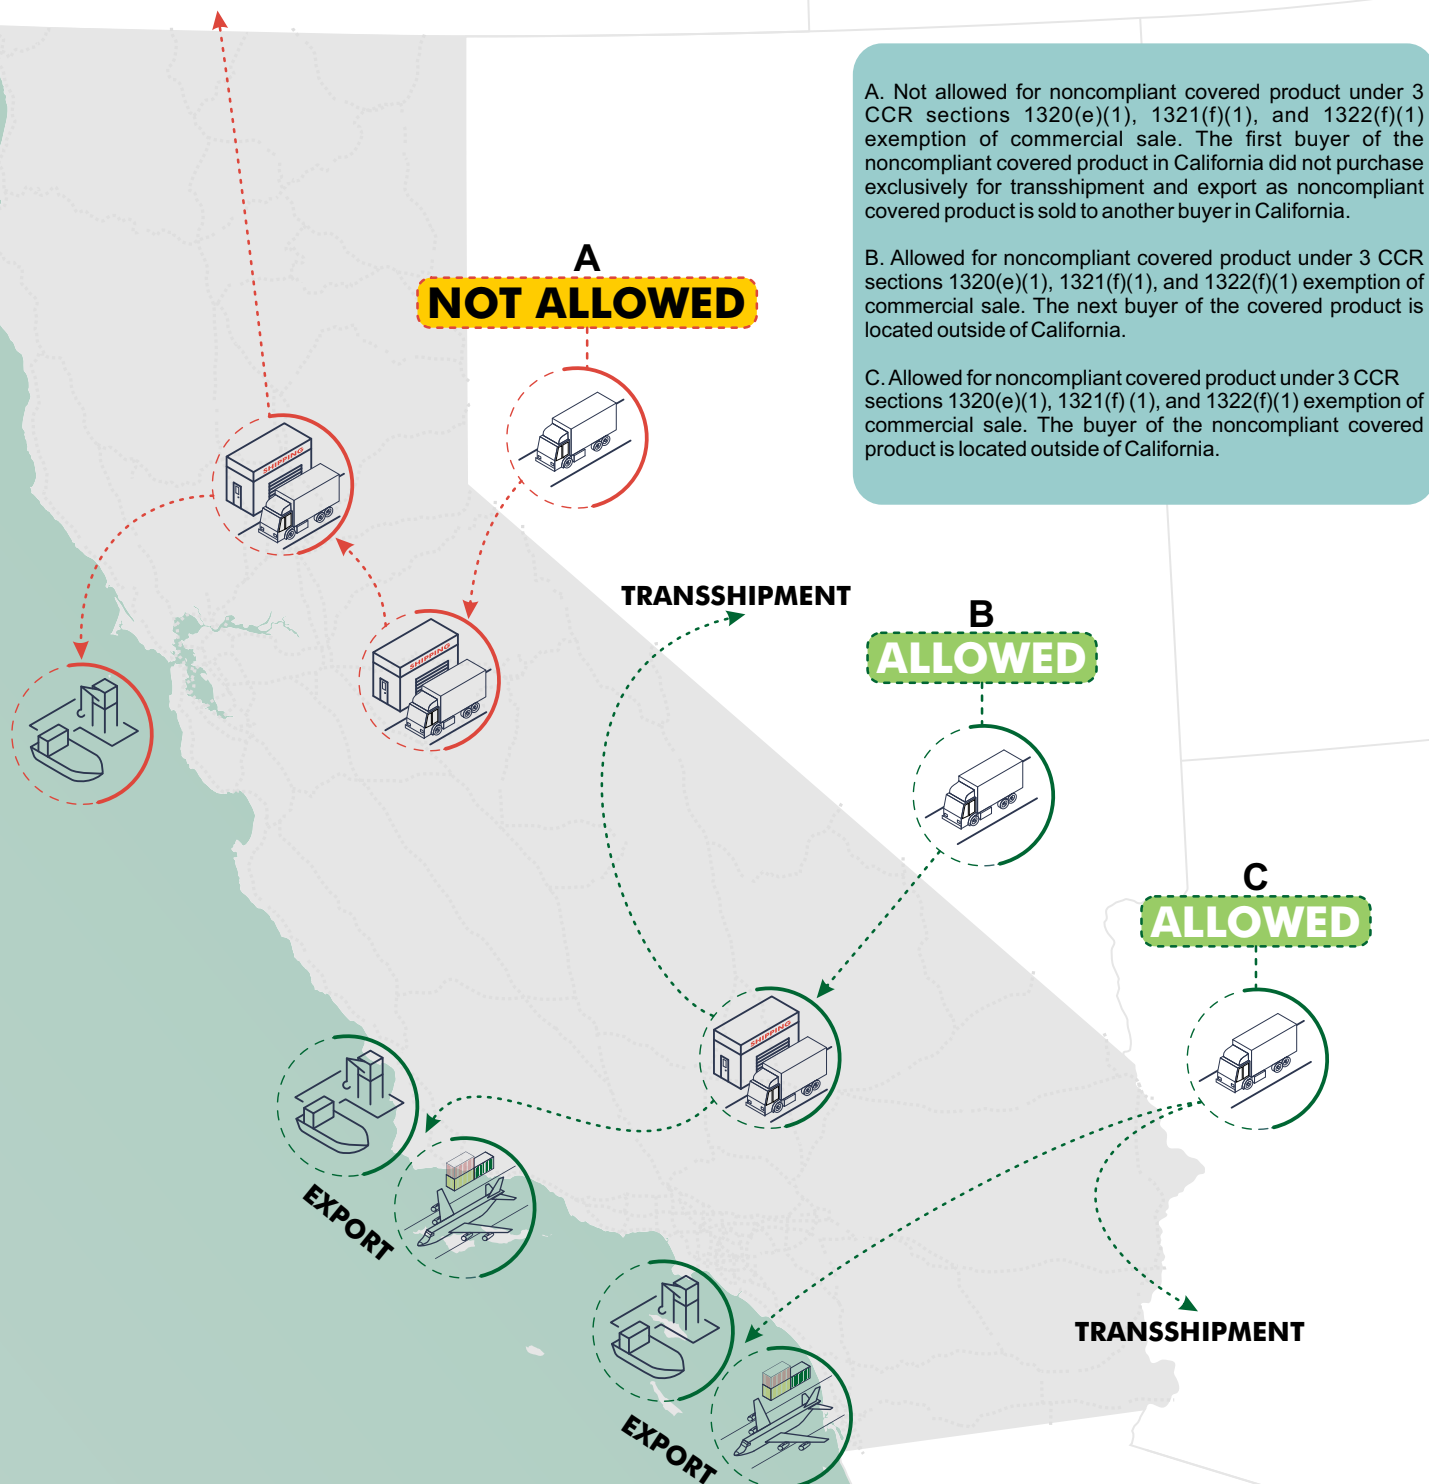 A. Not allowed for noncompliant covered product under 3
CCR sections 1320(e)(1), 1321(f)(1), and 1322(f)(1)
exemption of commercial sale. The first buyer of the
noncompliant covered product in California did not purchase
exclusively for transshipment and export as noncompliant
covered product is sold to another buyer in California.
B. Allowed for noncompliant covered product under 3 CCR
sections 1320(e)(1), 1321(f)(1), and 1322(f)(1) exemption of
commercial sale. The next buyer of the covered product is
located outside of California.
C. Allowed for noncompliant covered product under 3 CCR
sections 1320(e)(1), 1321(f) (1), and 1322(f)(1) exemption of
commercial sale. The buyer of the noncompliant covered
product is located outside of California.
A
NOT ALLOWED
SHIPPING
SHIPPING
TRANSSHIPMENT
B
ALLOWED
C
ALLOWED
SHIPPING
EXPORT
TRANSSHIPMENT
EXPORT